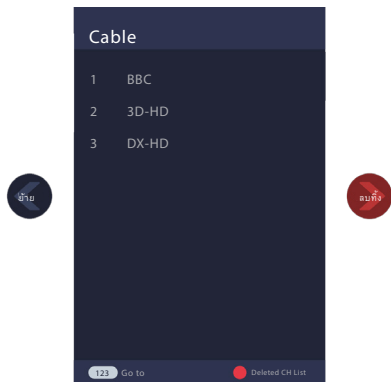 Cable
1 BBC
2 3D-HD
3 DX-HD
ย้าย
ลบทิ้ง
123 Go to
Deleted CH List